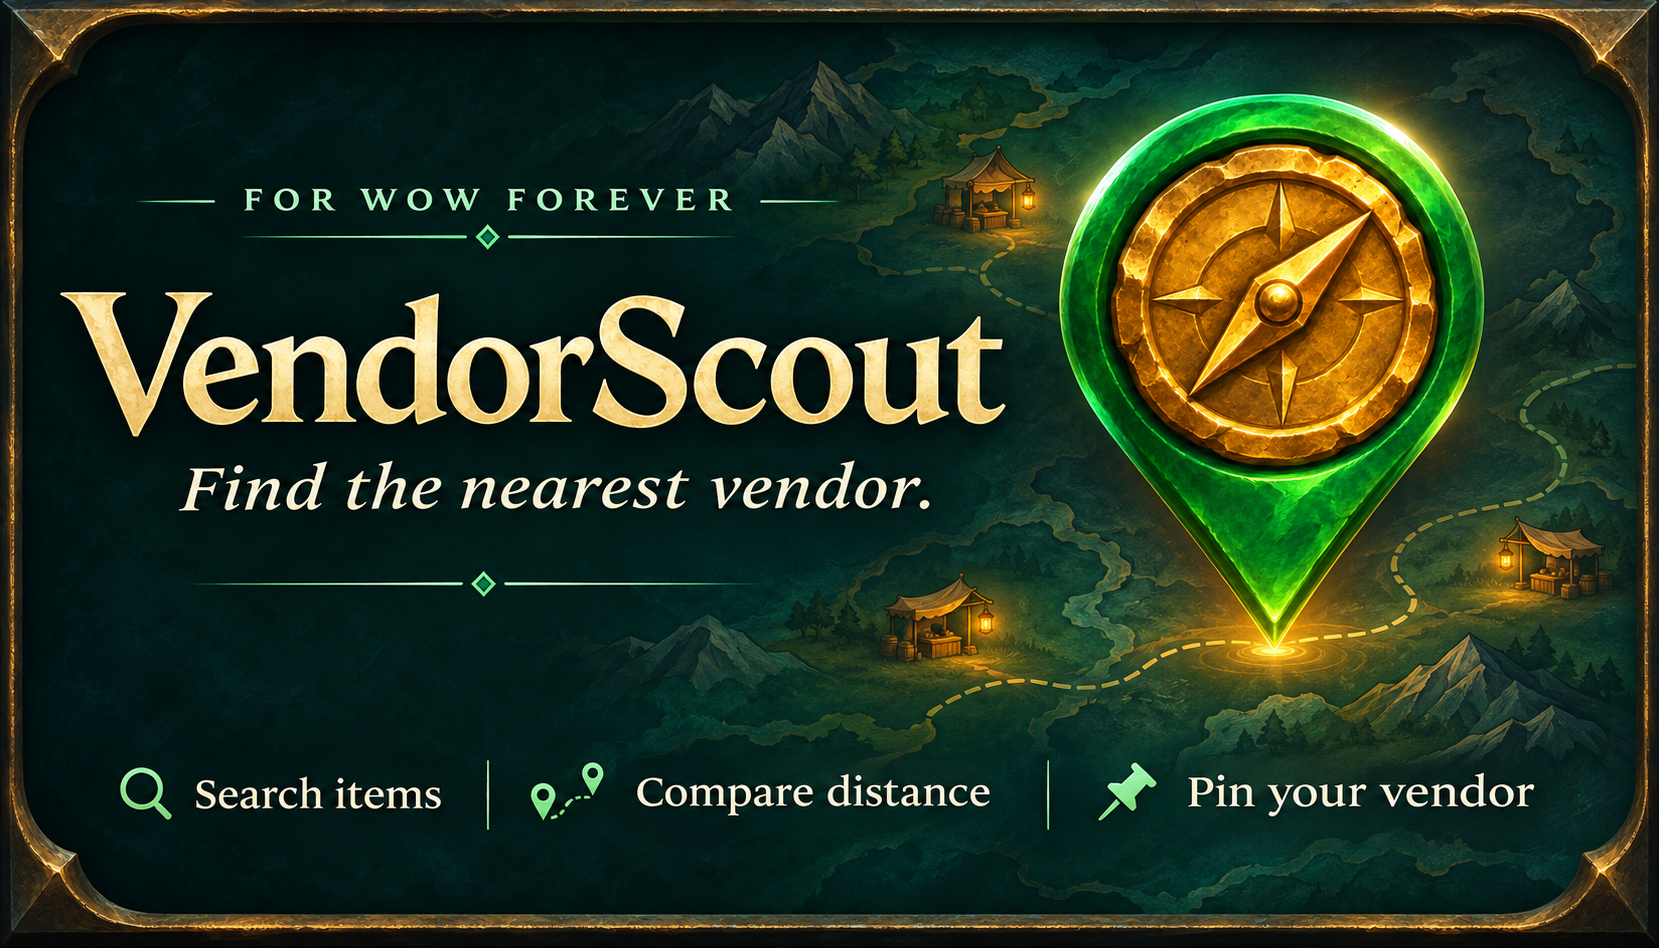 FOR WOW FOREVER
VendorScout
Find the nearest vendor.
Search items
Compare distance
Pin your vendor